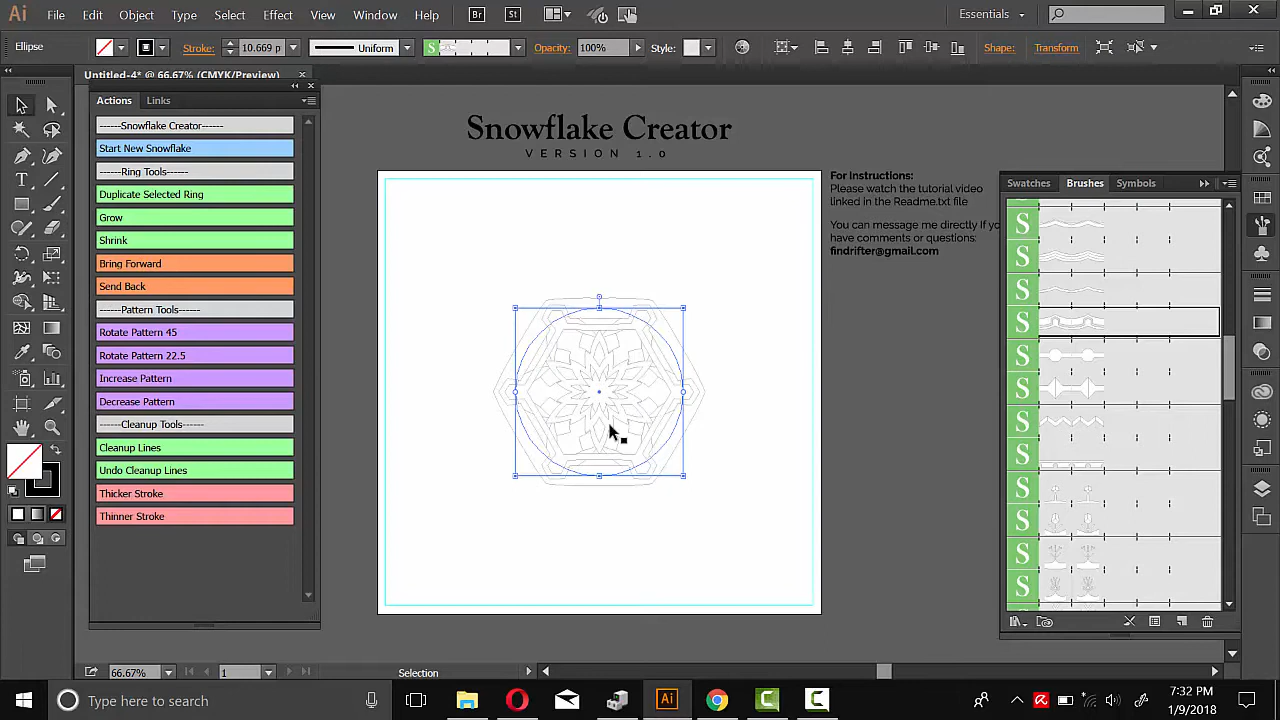 Ai File Edit Object Type Select Effect View Window Help Br St Essentials
Ellipse Stroke: 10.669 p Uniform S Opacity: 100% Style: Shape: Transform
Untitled-4* @ 66.67% (CMYK/Preview)
Actions Links
------Snowflake Creator------
Start New Snowflake
------Ring Tools------
Duplicate Selected Ring
Grow
Shrink
Bring Forward
Send Back
------Pattern Tools------
Rotate Pattern 45
Rotate Pattern 22.5
Increase Pattern
Decrease Pattern
------Cleanup Tools------
Cleanup Lines
Undo Cleanup Lines
Thicker Stroke
Thinner Stroke
Snowflake Creator
VERSION 1.0
For Instructions:
Please watch the tutorial video
linked in the Readme.txt file
You can message me directly If yo
have comments or questions:
findrifter@gmail.com
Swatches Brushes Symbols
S
S
S
S
S
S
S
S
S
S
S
S
66.67% 1 Selection
Type here to search
Ai
7:32 PM
1/9/2018